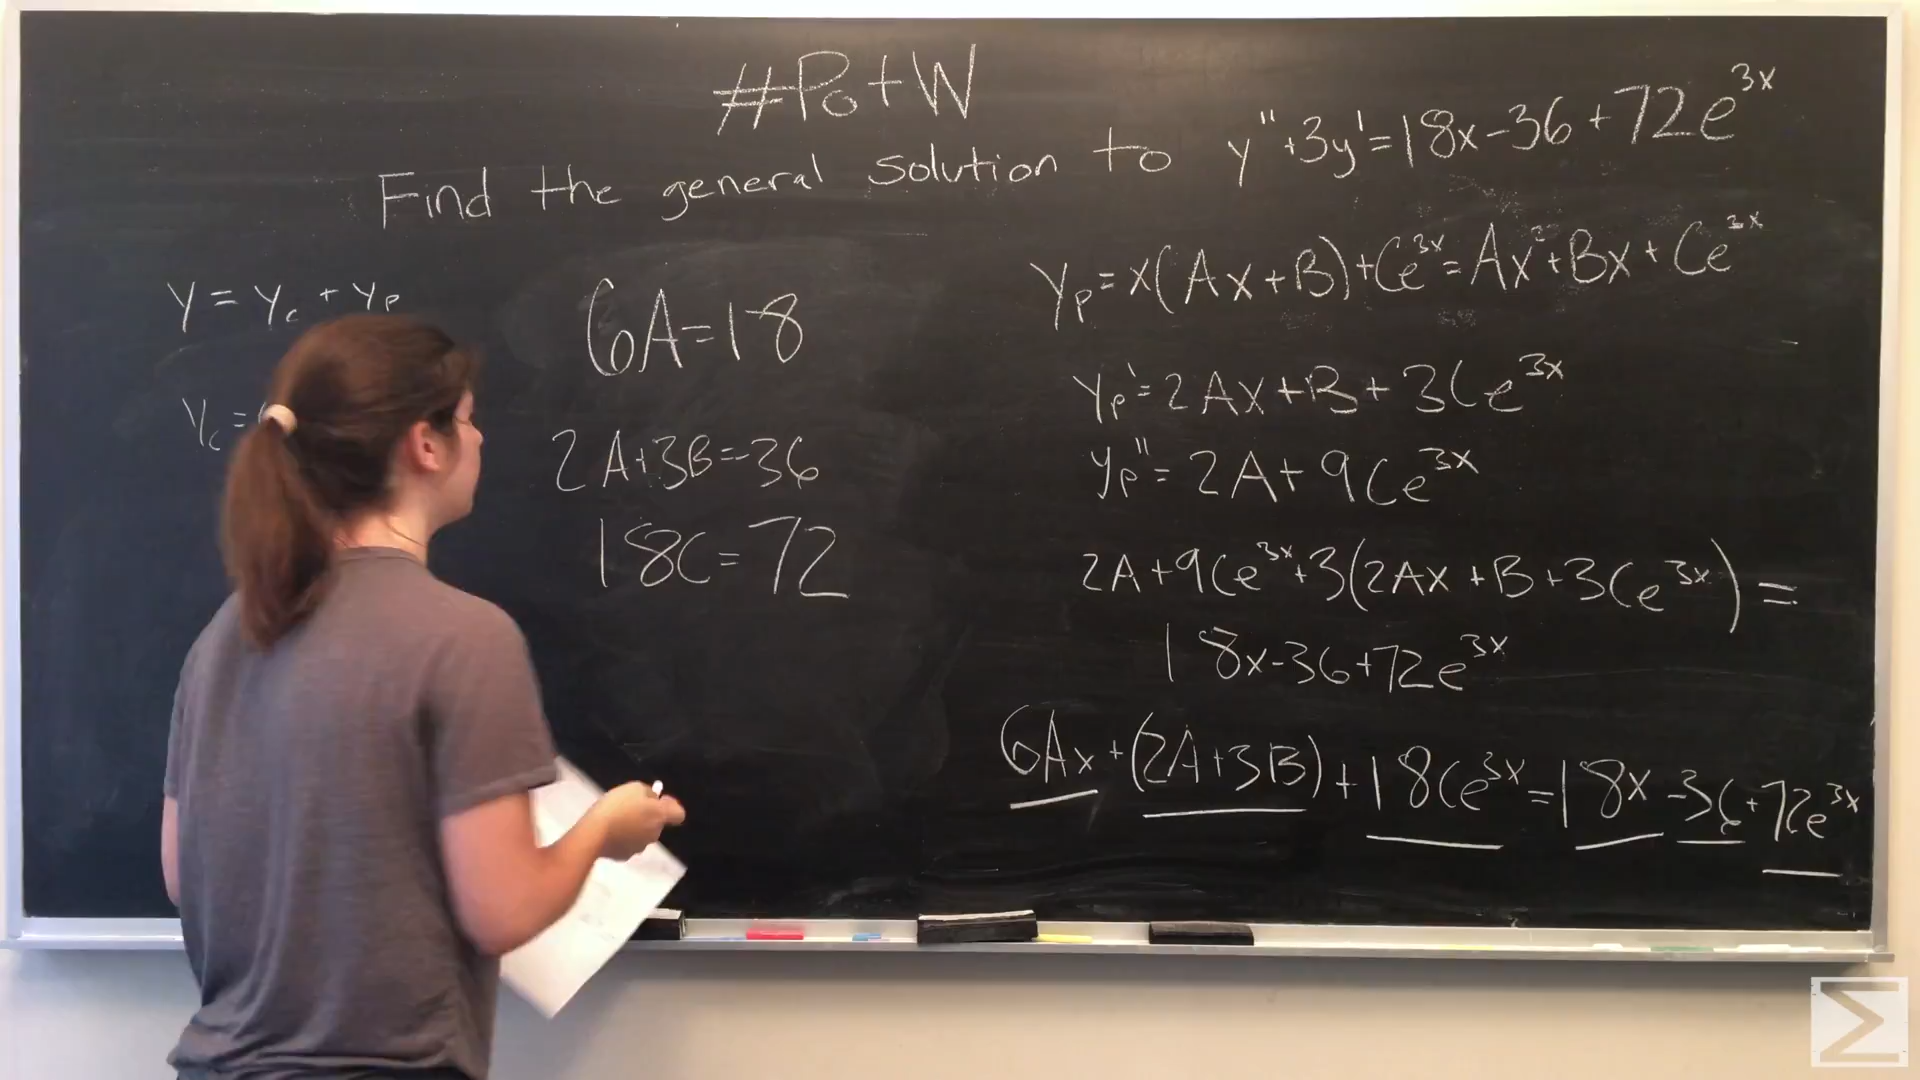 #PotW
Find the general solution to y''+3y'=18x-36+72e^3x
y = y_c + y_p
y_c =
6A=18
2A+3B=-36
18C=72
y_p=x(Ax+B)+Ce^3x=Ax²+Bx+Ce^3x
y_p'=2Ax+B+3Ce^3x
y_p''=2A+9Ce^3x
2A+9Ce^3x+3(2Ax+B+3Ce^3x)=
18x-36+72e^3x
6Ax+(2A+3B)+18Ce^3x=18x-36+72e^3x
Σ